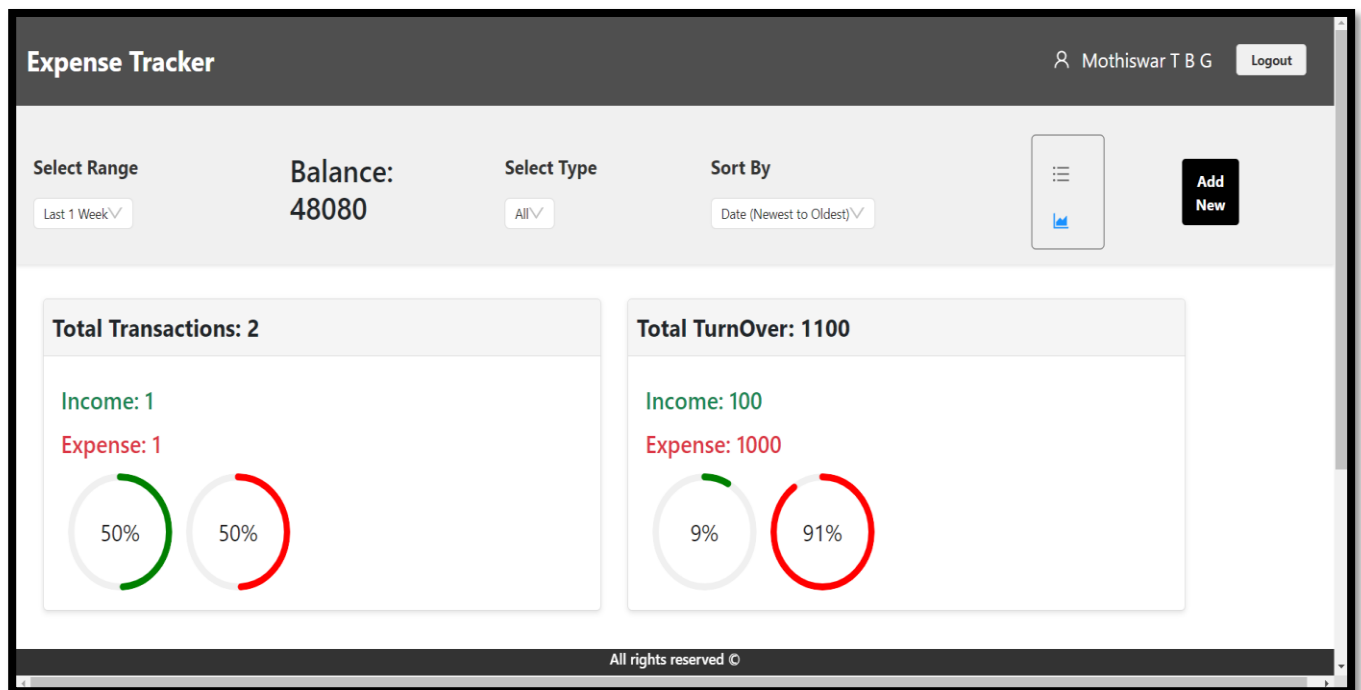 Expense Tracker
Mothiswar T B G
Logout
Select Range
Last 1 Week
Balance:
48080
Select Type
All
Sort By
Date (Newest to Oldest)
Add
New
Total Transactions: 2
Income: 1
Expense: 1
50%
50%
Total TurnOver: 1100
Income: 100
Expense: 1000
9%
91%
All rights reserved ©